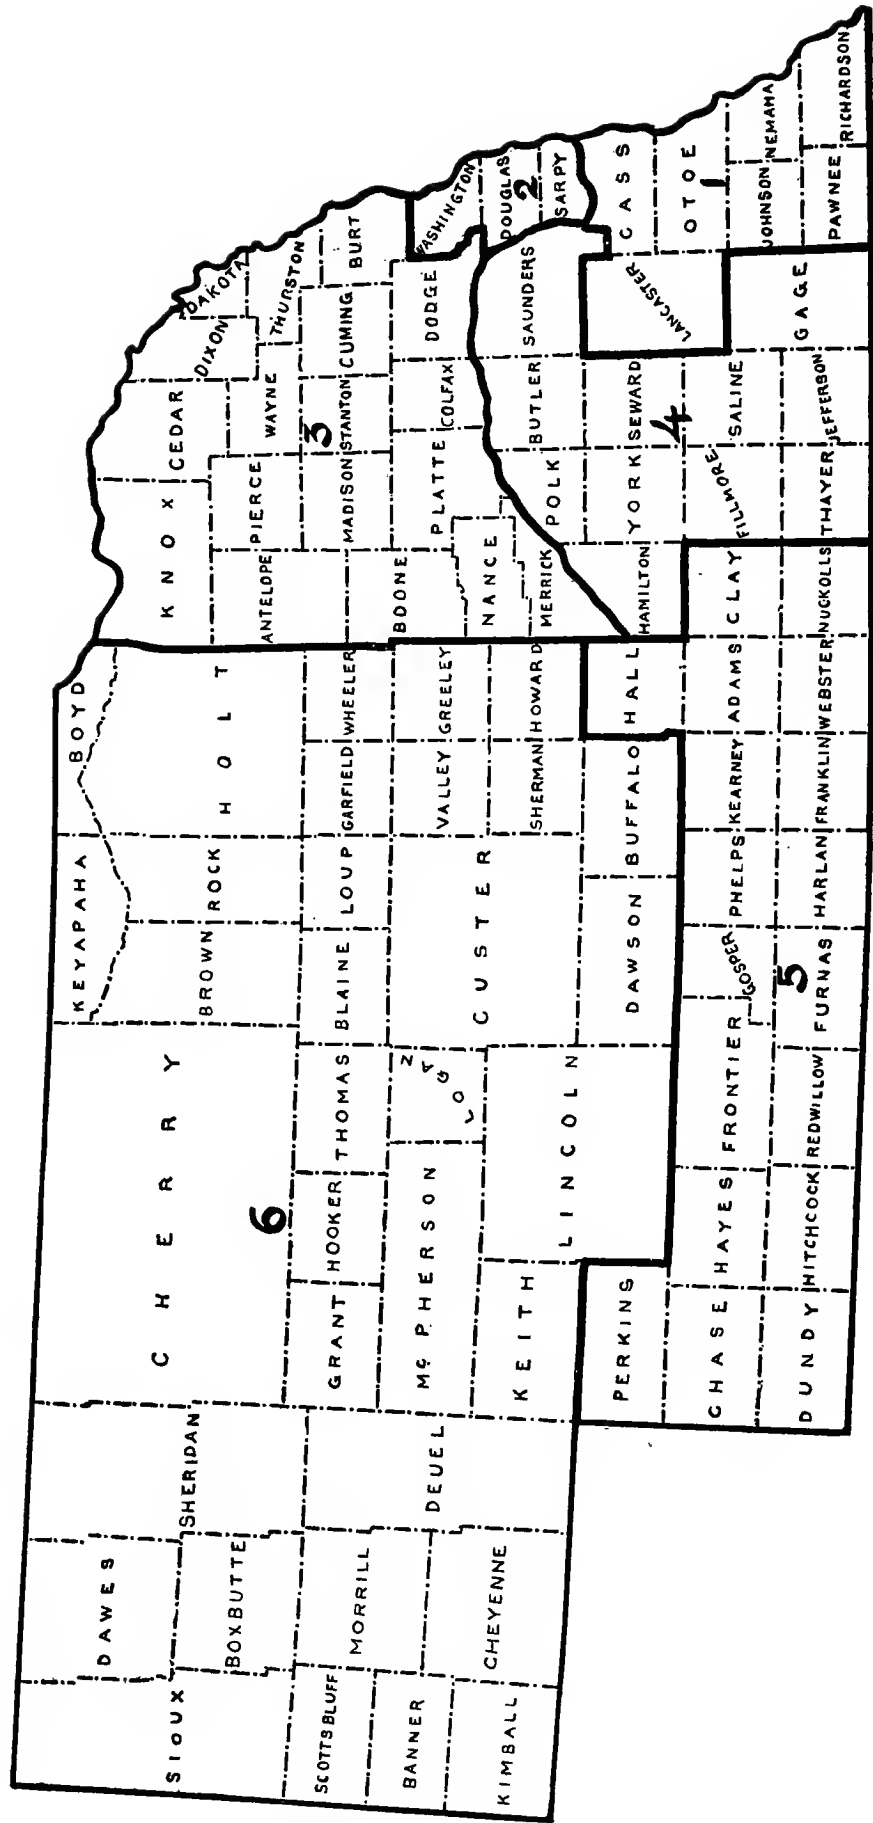 SIOUX
DAWES
BOXBUTTE
SCOTTSBLUFF
BANNER
KIMBALL
MORRILL
CHEYENNE
SHERIDAN
DEUEL
CHERRY
6
GRANT
HOOKER
THOMAS
BLAINE
LOUP
GARFIELD
WHEELER
McPHERSON
LOGAN
KEITH
LINCOLN
CUSTER
KEYAPAHA
BROWN
ROCK
BOYD
HOLT
VALLEY
GREELEY
SHERMAN
HOWARD
DAWSON
BUFFALO
HALL
PERKINS
CHASE
HAYES
FRONTIER
GOSPER
PHELPS
KEARNEY
ADAMS
CLAY
DUNDY
HITCHCOCK
REDWILLOW
5
FURNAS
HARLAN
FRANKLIN
WEBSTER
NUCKOLLS
KNOX
CEDAR
DIXON
DAKOTA
ANTELOPE
PIERCE
WAYNE
THURSTON
MADISON
STANTON
3
CUMING
BURT
BOONE
PLATTE
COLFAX
DODGE
WASHINGTON
NANCE
MERRICK
POLK
BUTLER
SAUNDERS
DOUGLAS
2
SARPY
HAMILTON
YORK
SEWARD
4
LANCASTER
CASS
OTOE
1
FILLMORE
SALINE
GAGE
JOHNSON
NEMAHA
THAYER
JEFFERSON
PAWNEE
RICHARDSON